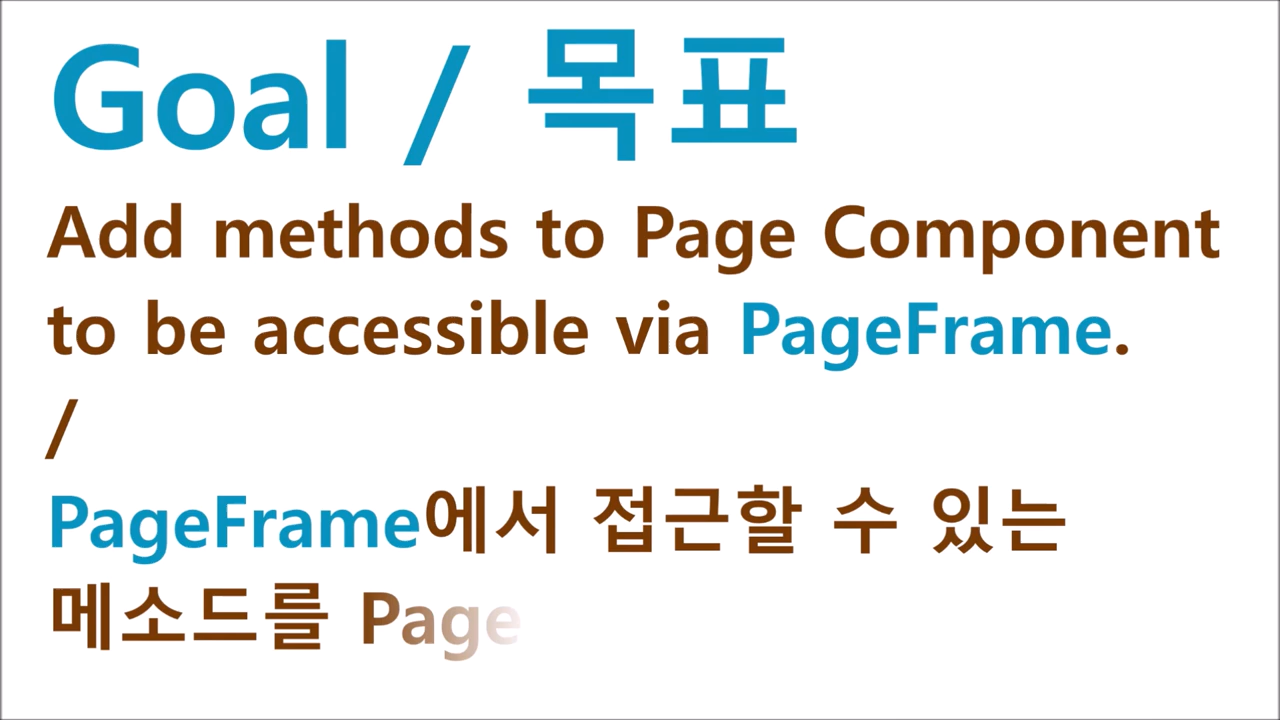 Goal / 목표
Add methods to Page Component
to be accessible via PageFrame.
/
PageFrame에서 접근할 수 있는
메소드를 Page